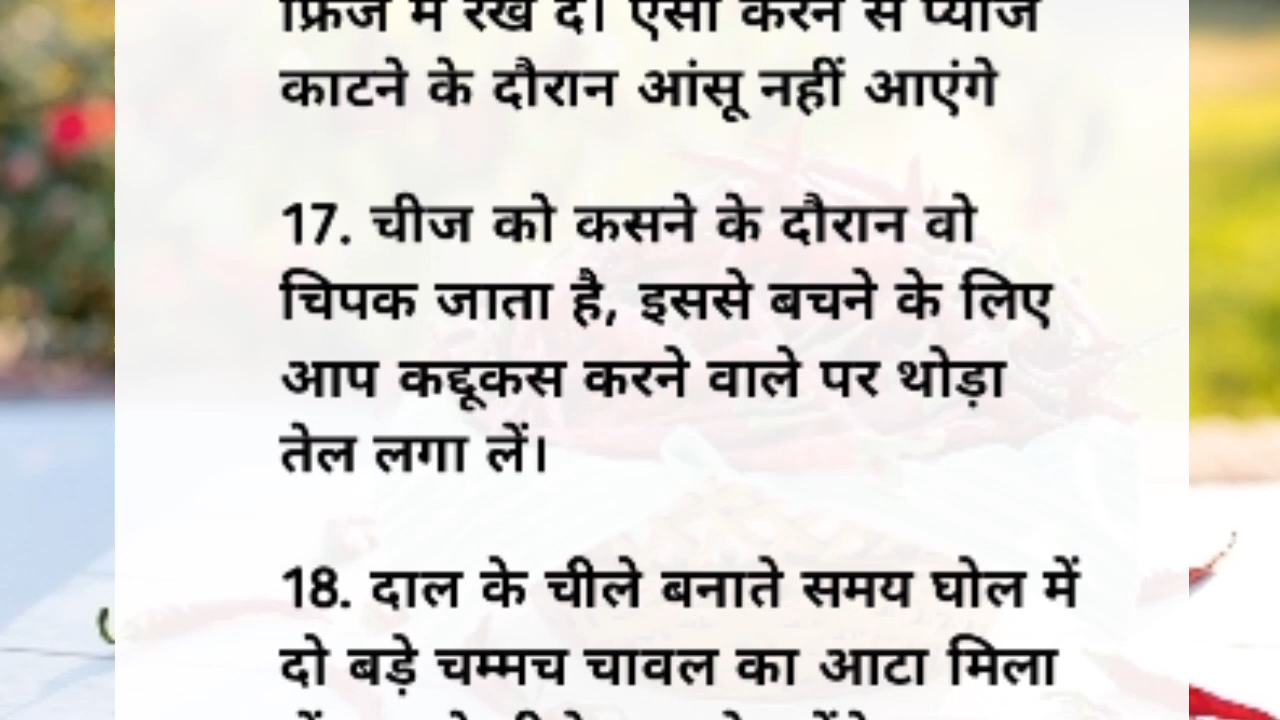 फ्रिज में रख दें। ऐसा करने से प्याज
काटने के दौरान आंसू नहीं आएंगे
17. चीज को कसने के दौरान वो
चिपक जाता है, इससे बचने के लिए
आप कद्दूकस करने वाले पर थोड़ा
तेल लगा लें।
18. दाल के चीले बनाते समय घोल में
दो बड़े चम्मच चावल का आटा मिला